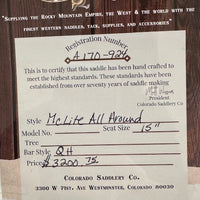 "Supplying the Rocky Mountain Empire, the West & the world with the
finest western saddles, tack, supplies, and accessories"
Registration Number
A170-924
This is to certify that this saddle has been hand crafted to
meet the highest standards. These standards have been
established from over seventy years of saddle making
President
Colorado Saddlery Co
Style McLite All Around
Model No. Seat Size 15"
Tree
Bar Style QH
Price $3200.75
Colorado Saddlery Co.
3300 W 71st, Ave Westminster, Colorado 80030